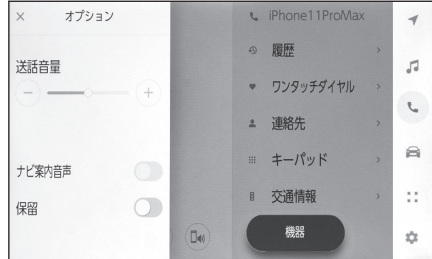 オプション
送話音量
ナビ案内音声
保留
iPhone11ProMax
履歴
ワンタッチダイヤル
連絡先
キーパッド
交通情報
機器